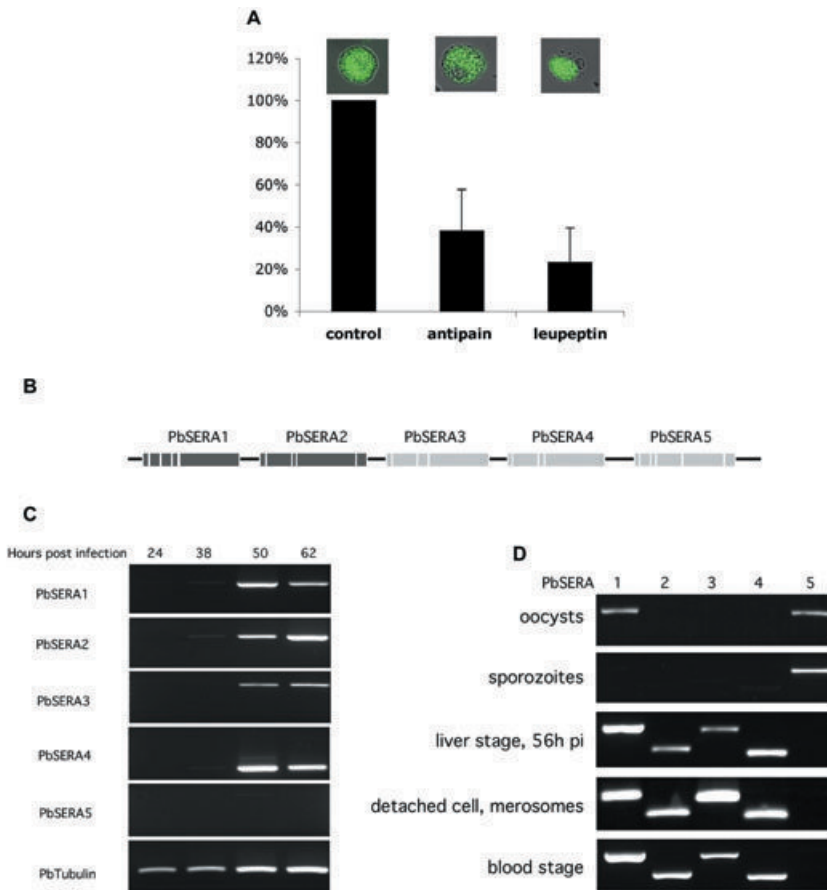 A
120%
100%
80%
60%
40%
20%
0%
control antipain leupeptin
B
PbSERA1 PbSERA2 PbSERA3 PbSERA4 PbSERA5
C
Hours post infection 24 38 50 62
PbSERA1
PbSERA2
PbSERA3
PbSERA4
PbSERA5
PbTubulin
D
PbSERA 1 2 3 4 5
oocysts
sporozoites
liver stage, 56h pi
detached cell, merosomes
blood stage